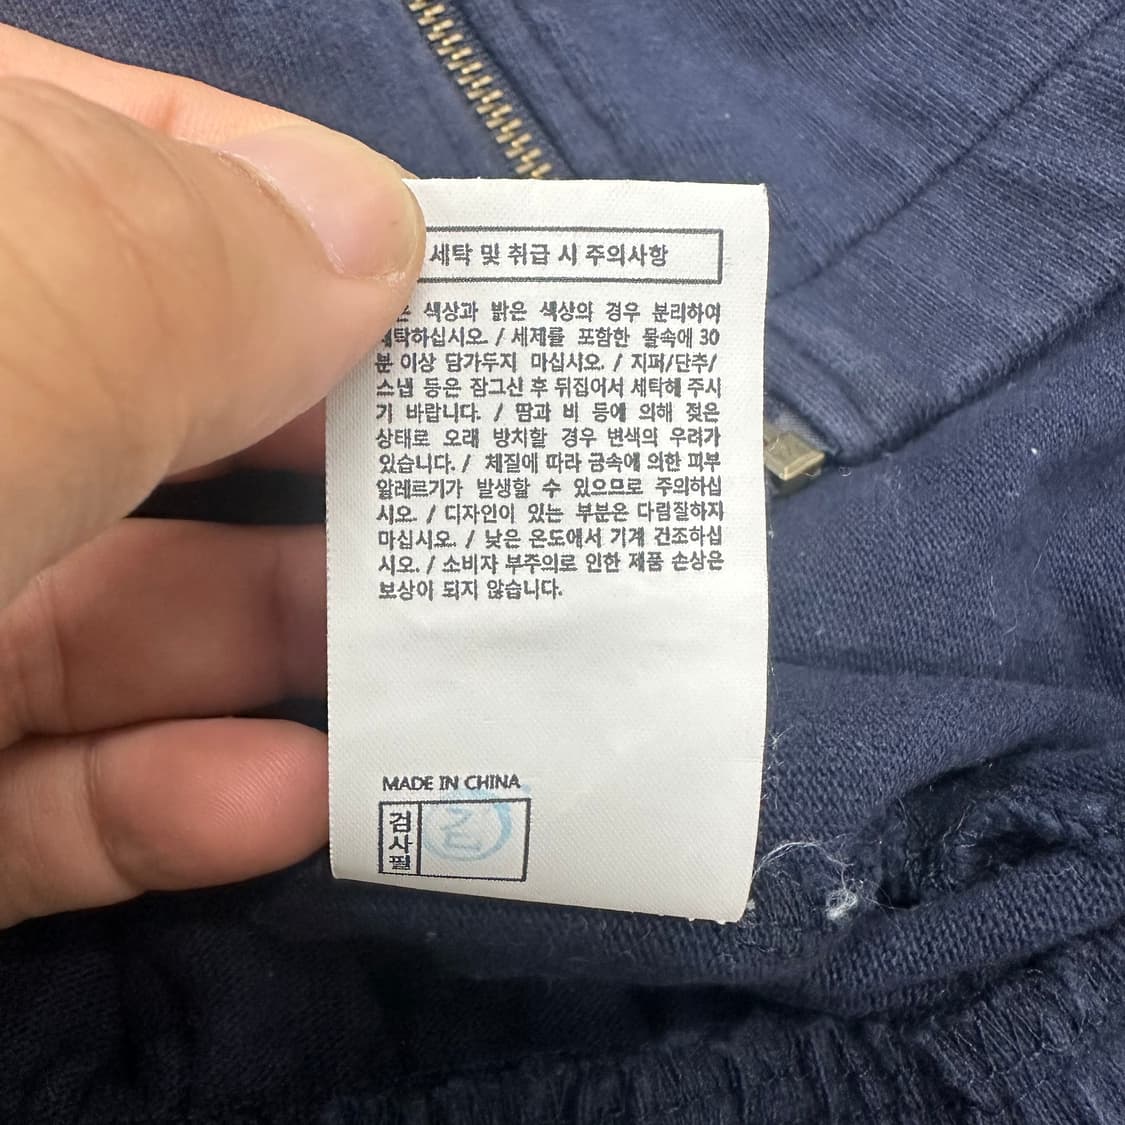 세탁 및 취급 시 주의사항
색상과 밝은 색상의 경우 분리하여
세탁하십시오. / 세제를 포함한 물속에 30
분 이상 담가두지 마십시오. / 지퍼/단추/
스냅 등은 잠그신 후 뒤집어서 세탁해 주시
기 바랍니다. / 땀과 비 등에 의해 젖은
상태로 오래 방치할 경우 변색의 우려가
있습니다. / 체질에 따라 금속에 의한 피부
알레르기가 발생할 수 있으므로 주의하십
시오. / 디자인이 있는 부분은 다림질하지
마십시오. / 낮은 온도에서 기계 건조하십
시오. / 소비자 부주의로 인한 제품 손상은
보상이 되지 않습니다.
MADE IN CHINA
검사필